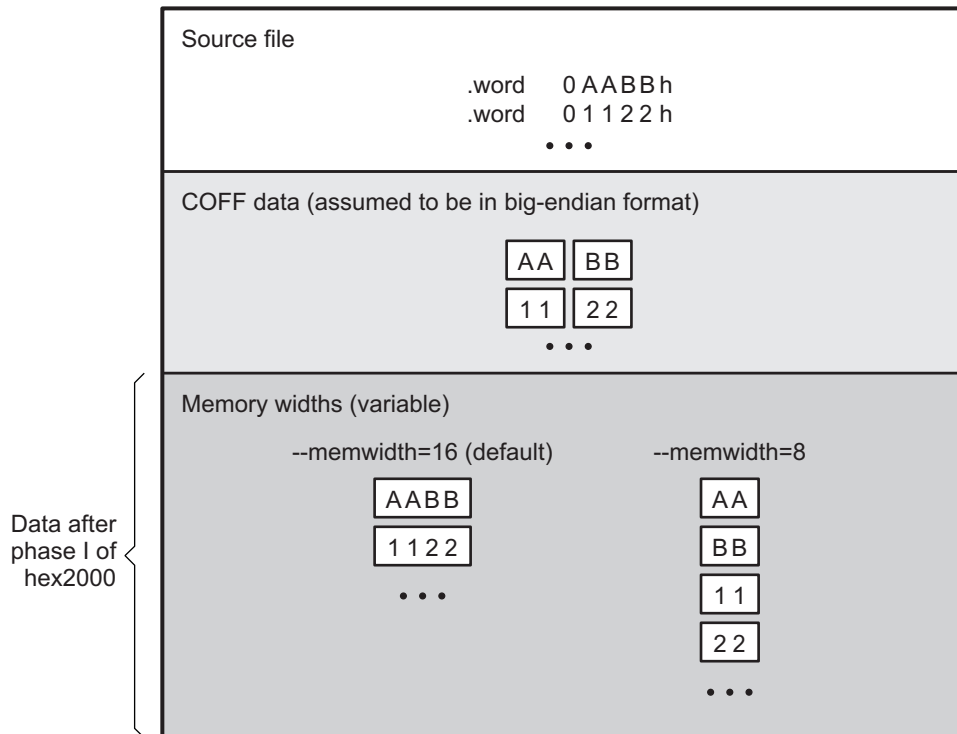 Source file
.word 0AABBh
.word 01122h
• • •
COFF data (assumed to be in big-endian format)
AA BB
11 22
• • •
Memory widths (variable)
--memwidth=16 (default) --memwidth=8
AABB AA
1122 BB
• • • 11
22
• • •
Data after
phase I of
hex2000